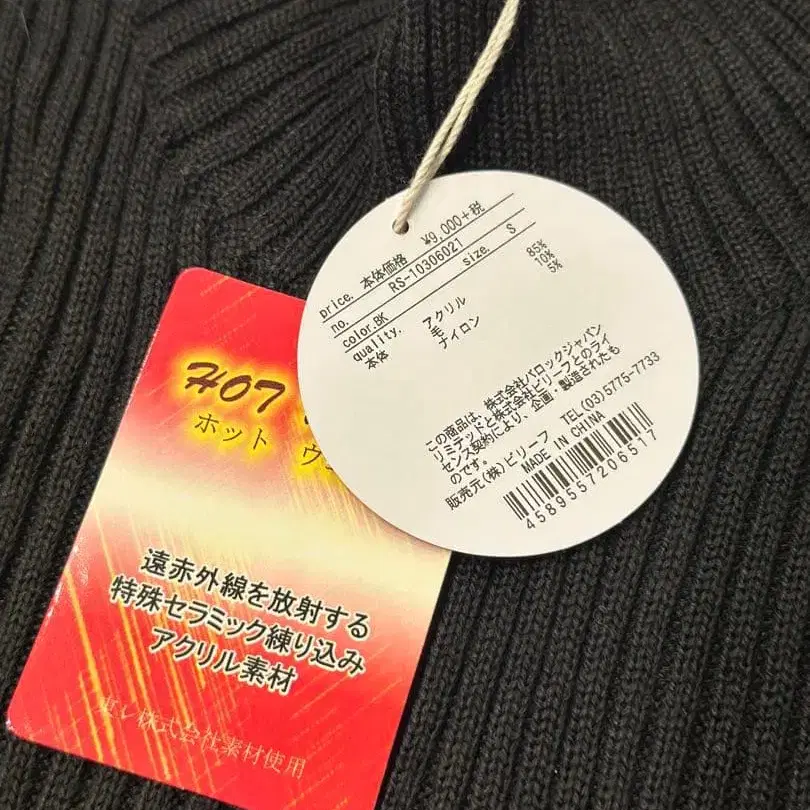 price. 本体価格 ¥9,000+税
no. RS-10306021
color.BK size. S
quality.
本体 アクリル 85%
毛 10%
ナイロン 5%
この商品は、株式会社バロックジャパン
リミテッドと株式会社ビリーフとのライ
センス契約により、企画・製造されたも
のです。
販売元(株)ビリーフ TEL(03)5775-7733
MADE IN CHINA
4589557206517
HOT
ホット ウ
遠赤外線を放射する
特殊セラミック練り込み
アクリル素材
株式会社素材使用